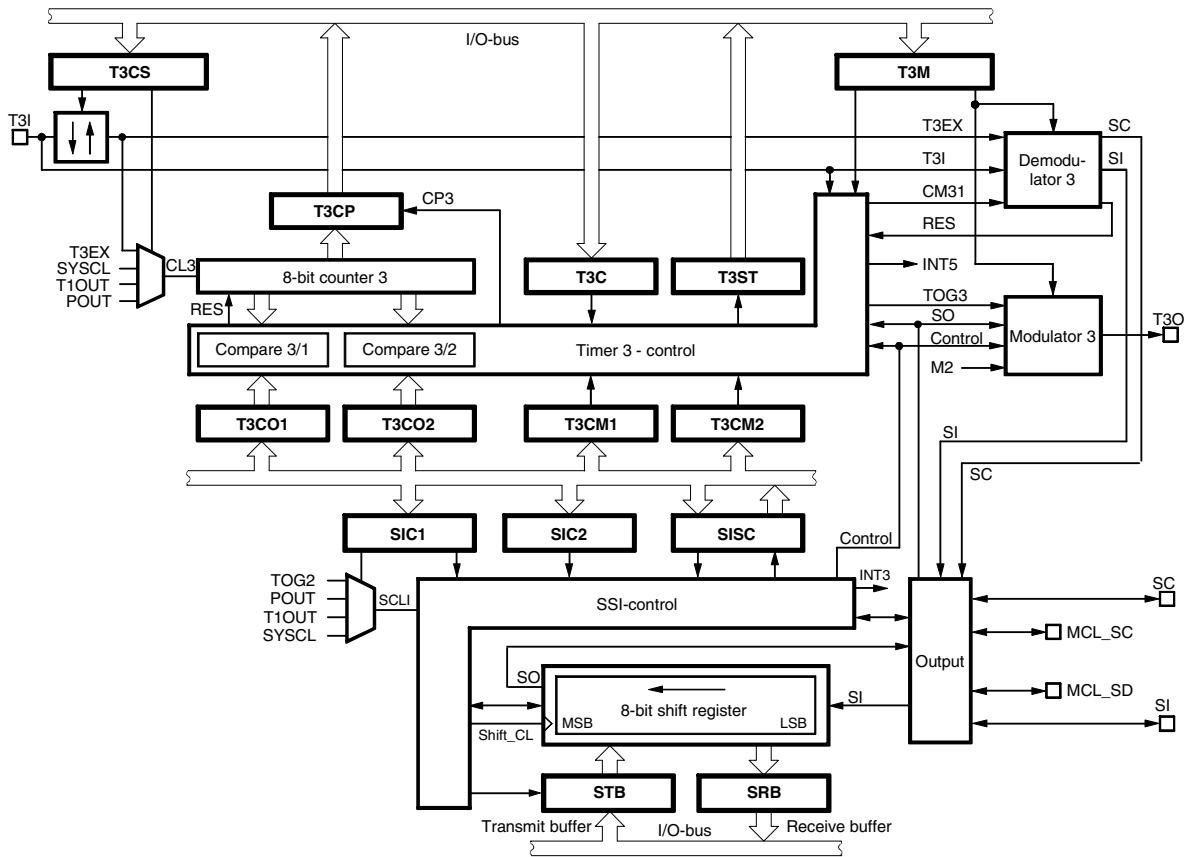 I/O-bus
T3CS
T3M
T3I
T3EX
SC
T3I
SI
Demodu-
lator 3
CM31
T3CP
CP3
RES
T3EX
SYSCL
T1OUT
POUT
CL3
8-bit counter 3
T3C
T3ST
INT5
RES
TOG3
SO
Control
M2
Modulator 3
T3O
Compare 3/1
Compare 3/2
Timer 3 - control
T3CO1
T3CO2
T3CM1
T3CM2
SI
SC
SIC1
SIC2
SISC
Control
TOG2
POUT
T1OUT
SYSCL
SCLI
SSI-control
INT3
SC
MCL_SC
Output
SO
8-bit shift register
MSB
LSB
SI
MCL_SD
SI
Shift_CL
STB
SRB
Transmit buffer
I/O-bus
Receive buffer